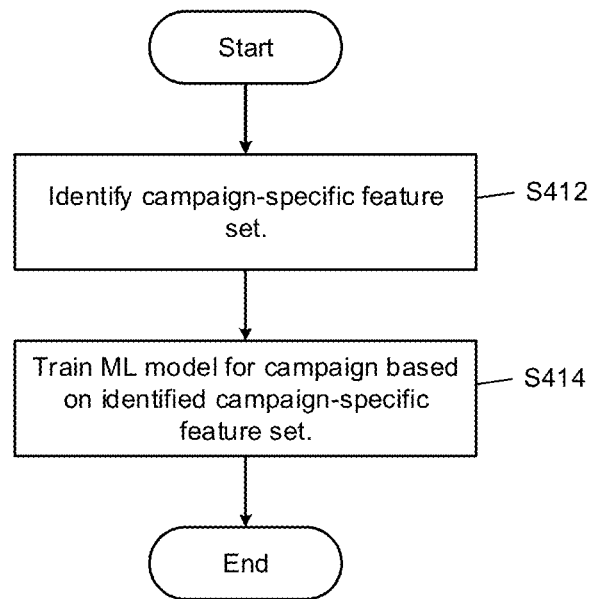 Start
Identify campaign-specific feature
set.
S412
Train ML model for campaign based
on identified campaign-specific
feature set.
S414
End